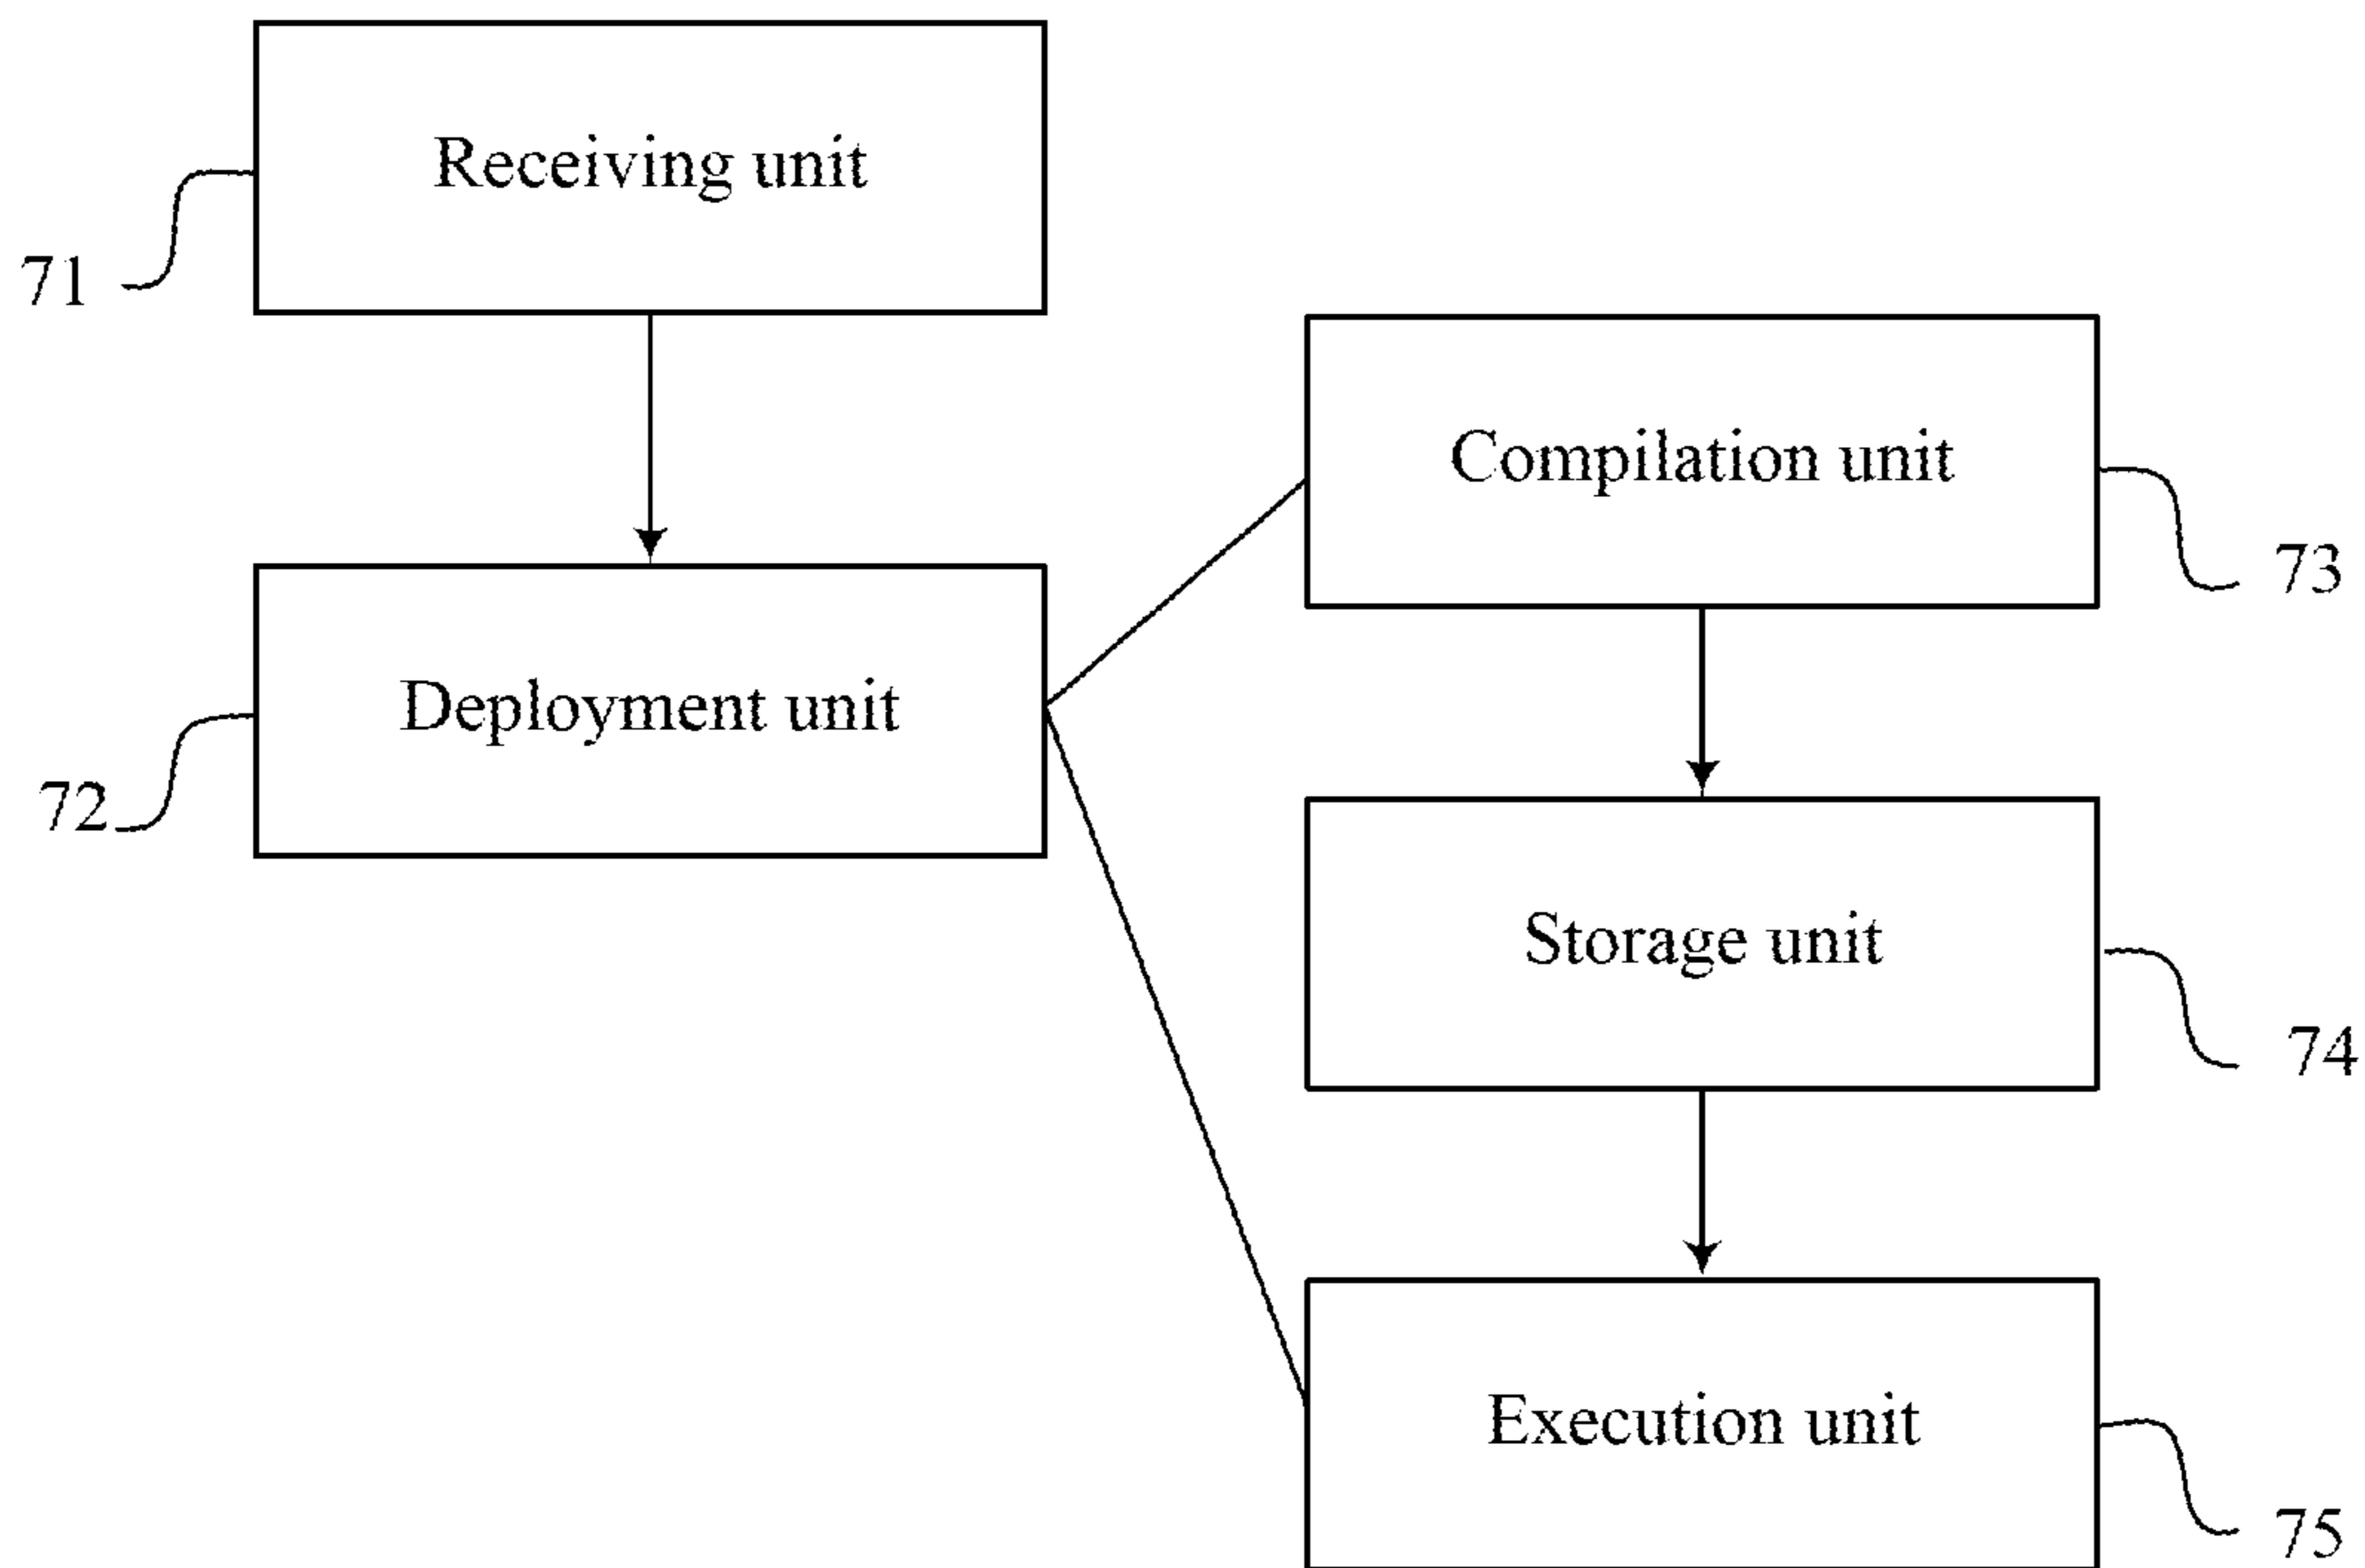 Receiving unit
71
Compilation unit
73
Deployment unit
72
Storage unit
74
Execution unit
75